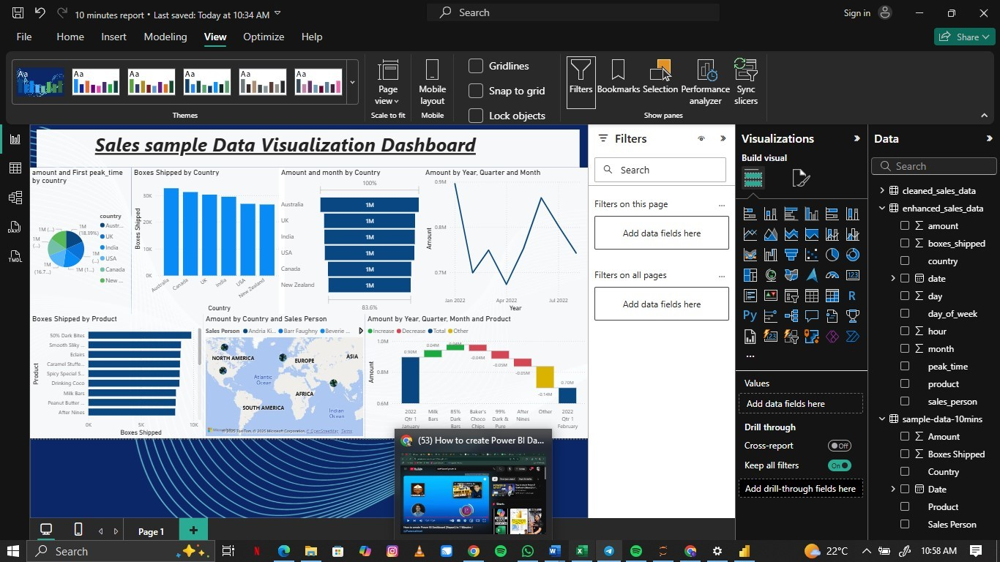 10 minutes report • Last saved: Today at 10:34 AM
Search
Sign in
File
Home
Insert
Modeling
View
Optimize
Help
Share
Aa
Aa
Aa
Aa
Aa
Aa
Themes
Page view
Scale to fit
Mobile layout
Mobile
Gridlines
Snap to grid
Lock objects
Filters
Bookmarks
Selection
Performance analyzer
Sync slicers
Show panes
Sales sample Data Visualization Dashboard
amount and First peak_time
by country
country
Austr...
UK
India
USA
Canada
New ...
1M
(18.39%)
1M
(...)
1M (1...)
1M
(16.7...
1M
(...)
1M (...)
Boxes Shipped by Country
Boxes Shipped
30K
20K
10K
0K
Australia
Canada
UK
India
USA
New Zealand
Country
Amount and month by Country
100%
Australia
1M
UK
1M
India
1M
USA
1M
Canada
1M
New Zealand
1M
83.6%
Amount by Year, Quarter and Month
Amount
0.9M
0.8M
0.7M
Jan 2022
Apr 2022
Jul 2022
Year
Boxes Shipped by Product
Product
50% Dark Bites
Smooth Sliky ...
Eclairs
Caramel Stuffe...
Spicy Special S...
Drinking Coco
Milk Bars
Peanut Butter ...
After Nines
0K
5K
10K
Boxes Shipped
Amount by Country and Sales Person
Sales Person
Andria Ki...
Barr Faughny
Beverie ...
NORTH AMERICA
EUROPE
ASIA
Atlantic
Ocean
AFRICA
SOUTH AMERICA
Indian
Ocean
© 2025 TomTom, © 2025 Microsoft Corporation, © OpenStreetMap Terms
Amount by Year, Quarter, Month and Product
Increase
Decrease
Total
Other
Amount
1.0M
0.8M
0.6M
0.90M
0.04M
0.04M
-0.04M
-0.05M
-0.05M
-0.14M
0.70M
2022
Qtr 1
January
Milk
Bars
85%
Dark
Bars
Baker's
Choco
Chips
99%
Dark &
Pure
After
Nines
Other
2022
Qtr 1
February
Filters
Search
Filters on this page
...
Add data fields here
Filters on all pages
...
Add data fields here
Visualizations
Build visual
R
Py
123
...
Values
Add data fields here
Drill through
Cross-report
Off
Keep all filters
On
Add drill-through fields here
Data
Search
cleaned_sales_data
enhanced_sales_data
amount
boxes_shipped
country
date
day
day_of_week
hour
month
peak_time
product
sales_person
sample-data-10mins
Amount
Boxes Shipped
Country
Date
Product
Sales Person
DAX
TMDL
(53) How to create Power BI Da...
Page 1
Search
22°C
10:58 AM